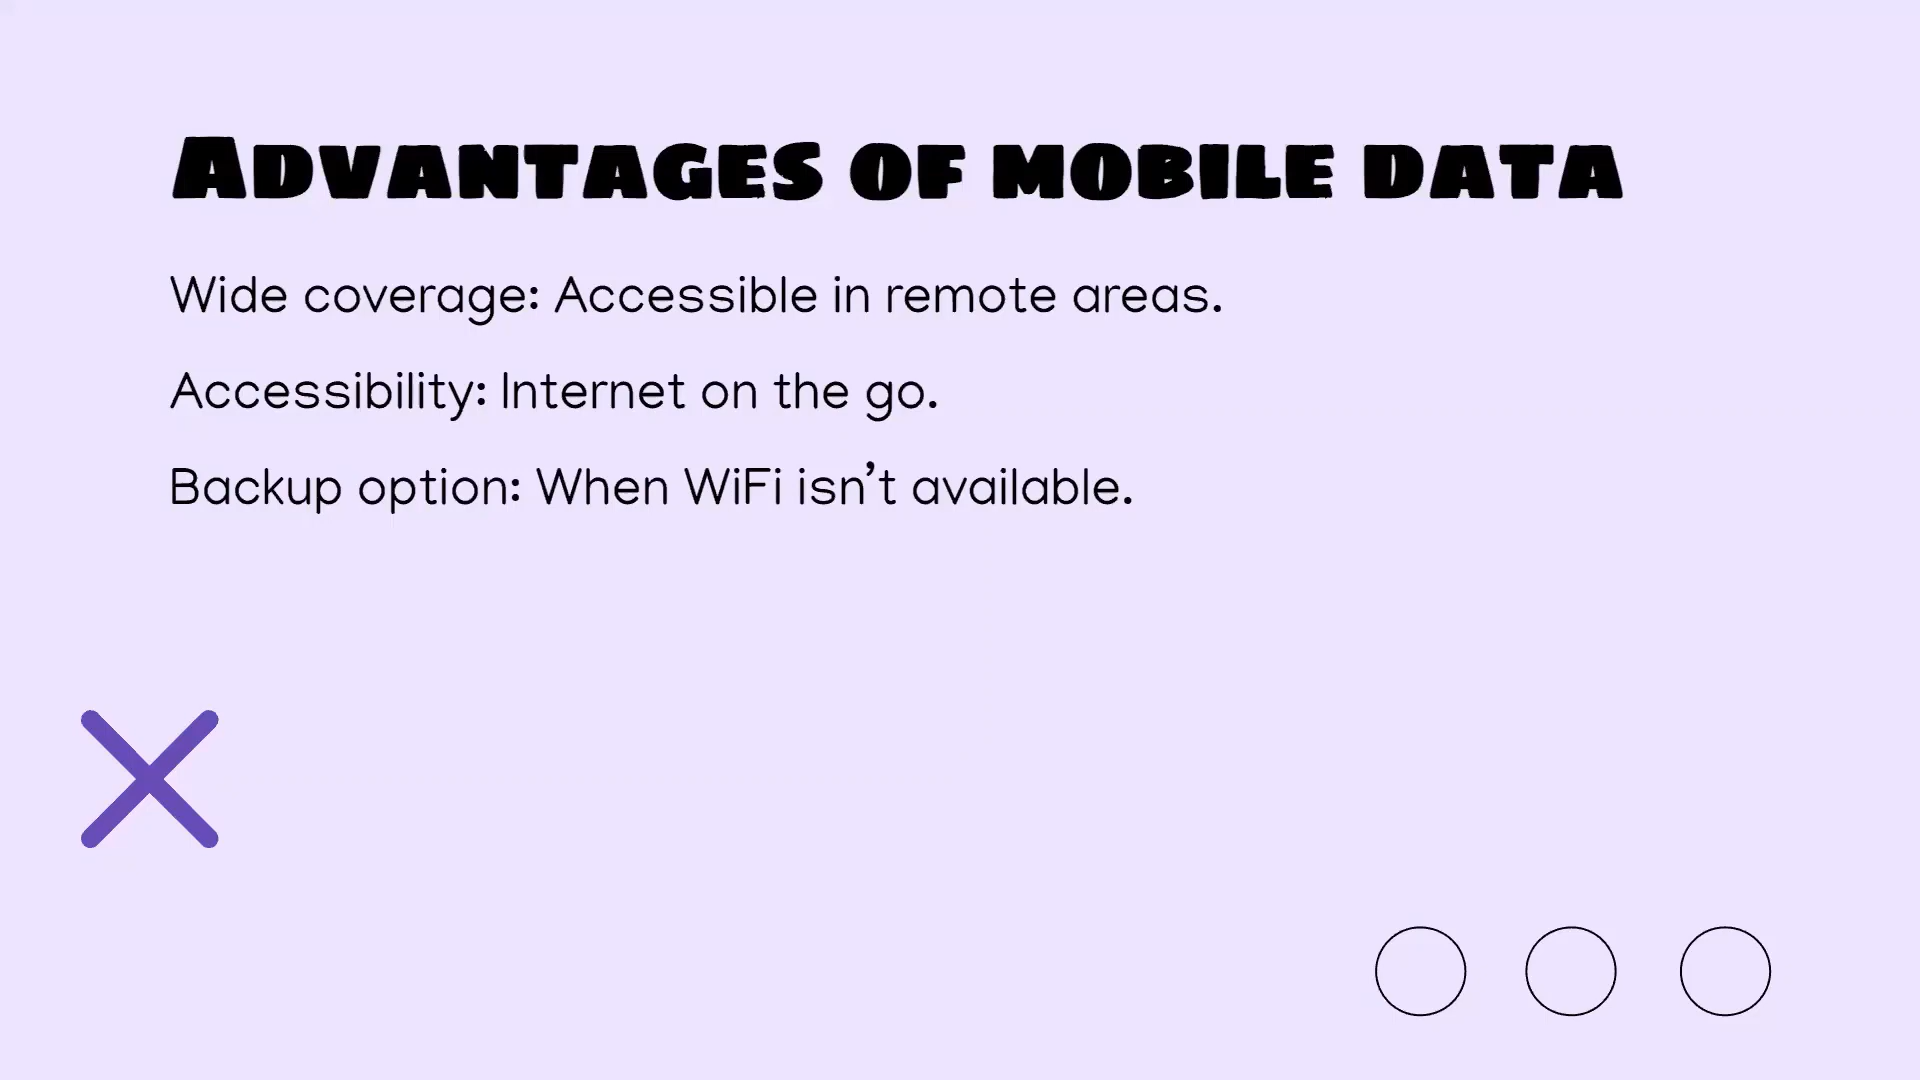 Advantages of mobile data
Wide coverage: Accessible in remote areas.
Accessibility: Internet on the go.
Backup option: When WiFi isn’t available.